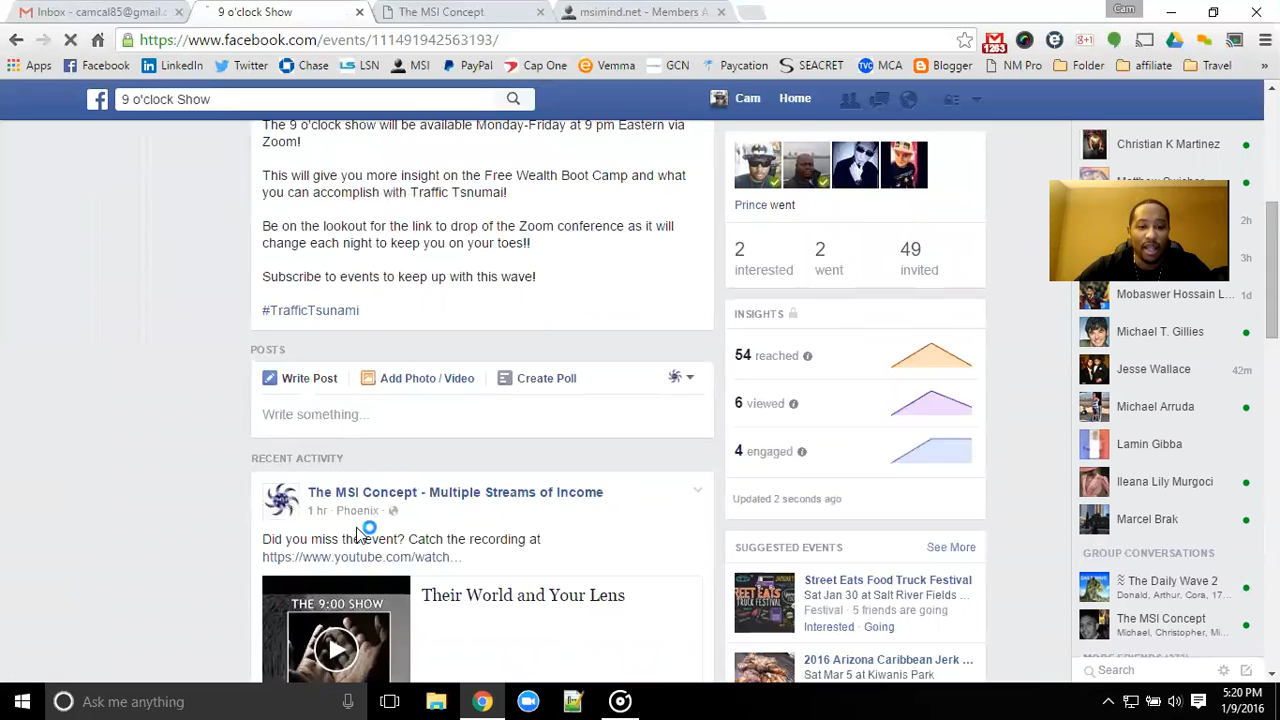 Inbox - camcal85@gmail.c
9 o'clock Show
The MSI Concept
msimind.net - Members A
Cam
https://www.facebook.com/events/111491942563193/
1263
Apps
Facebook
LinkedIn
Twitter
Chase
LSN
MSI
PayPal
Cap One
Vemma
GCN
Paycation
SEACRET
MCA
Blogger
NM Pro
Folder
affiliate
Travel
9 o'clock Show
Cam
Home
The 9 o'clock show will be available Monday-Friday at 9 pm Eastern via
Zoom!
This will give you more insight on the Free Wealth Boot Camp and what
you can accomplish with Traffic Tsnumai!
Be on the lookout for the link to drop of the Zoom conference as it will
change each night to keep you on your toes!!
Subscribe to events to keep up with this wave!
#TrafficTsunami
POSTS
Write Post
Add Photo / Video
Create Poll
Write something...
RECENT ACTIVITY
The MSI Concept - Multiple Streams of Income
1 hr · Phoenix ·
Did you miss the event? Catch the recording at
https://www.youtube.com/watch...
THE 9:00 SHOW
Their World and Your Lens
Prince went
2
interested
2
went
49
invited
INSIGHTS
54 reached
6 viewed
4 engaged
Updated 2 seconds ago
SUGGESTED EVENTS
See More
Street Eats Food Truck Festival
Sat Jan 30 at Salt River Fields ...
Festival · 5 friends are going
Interested · Going
2016 Arizona Caribbean Jerk ...
Sat Mar 5 at Kiwanis Park
Christian K Martinez
2h
3h
Mobaswer Hossain L...
1d
Michael T. Gillies
Jesse Wallace
42m
Michael Arruda
Lamin Gibba
Ileana Lily Murgoci
Marcel Brak
GROUP CONVERSATIONS
The Daily Wave 2
Donald, Arthur, Cora, 17...
The MSI Concept
Michael, Christopher, Mi...
Search
Ask me anything
5:20 PM
1/9/2016